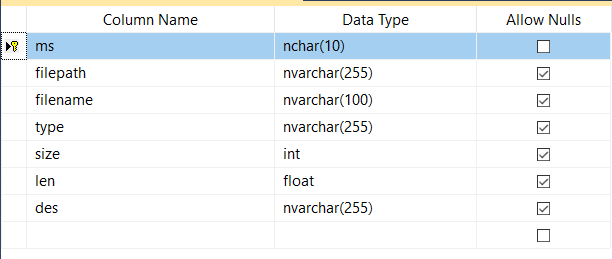 Column Name Data Type Allow Nulls
ms nchar(10)
filepath nvarchar(255)
filename nvarchar(100)
type nvarchar(255)
size int
len float
des nvarchar(255)